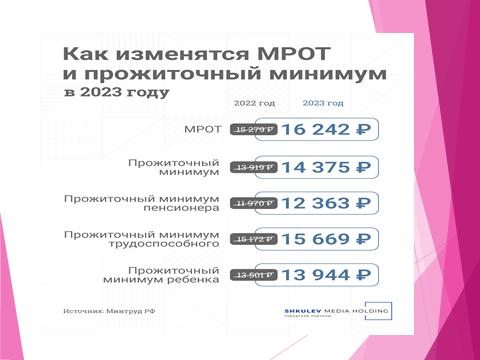 Как изменятся МРОТ
и прожиточный минимум
в 2023 году
2022 год 2023 год
МРОТ 15 279 ₽ 16 242 ₽
Прожиточный
минимум 13 919 ₽ 14 375 ₽
Прожиточный минимум
пенсионера 11 970 ₽ 12 363 ₽
Прожиточный минимум
трудоспособного 15 172 ₽ 15 669 ₽
Прожиточный
минимум ребенка 13 501 ₽ 13 944 ₽
Источник: Минтруд РФ
SHKULEV MEDIA HOLDING
городские порталы